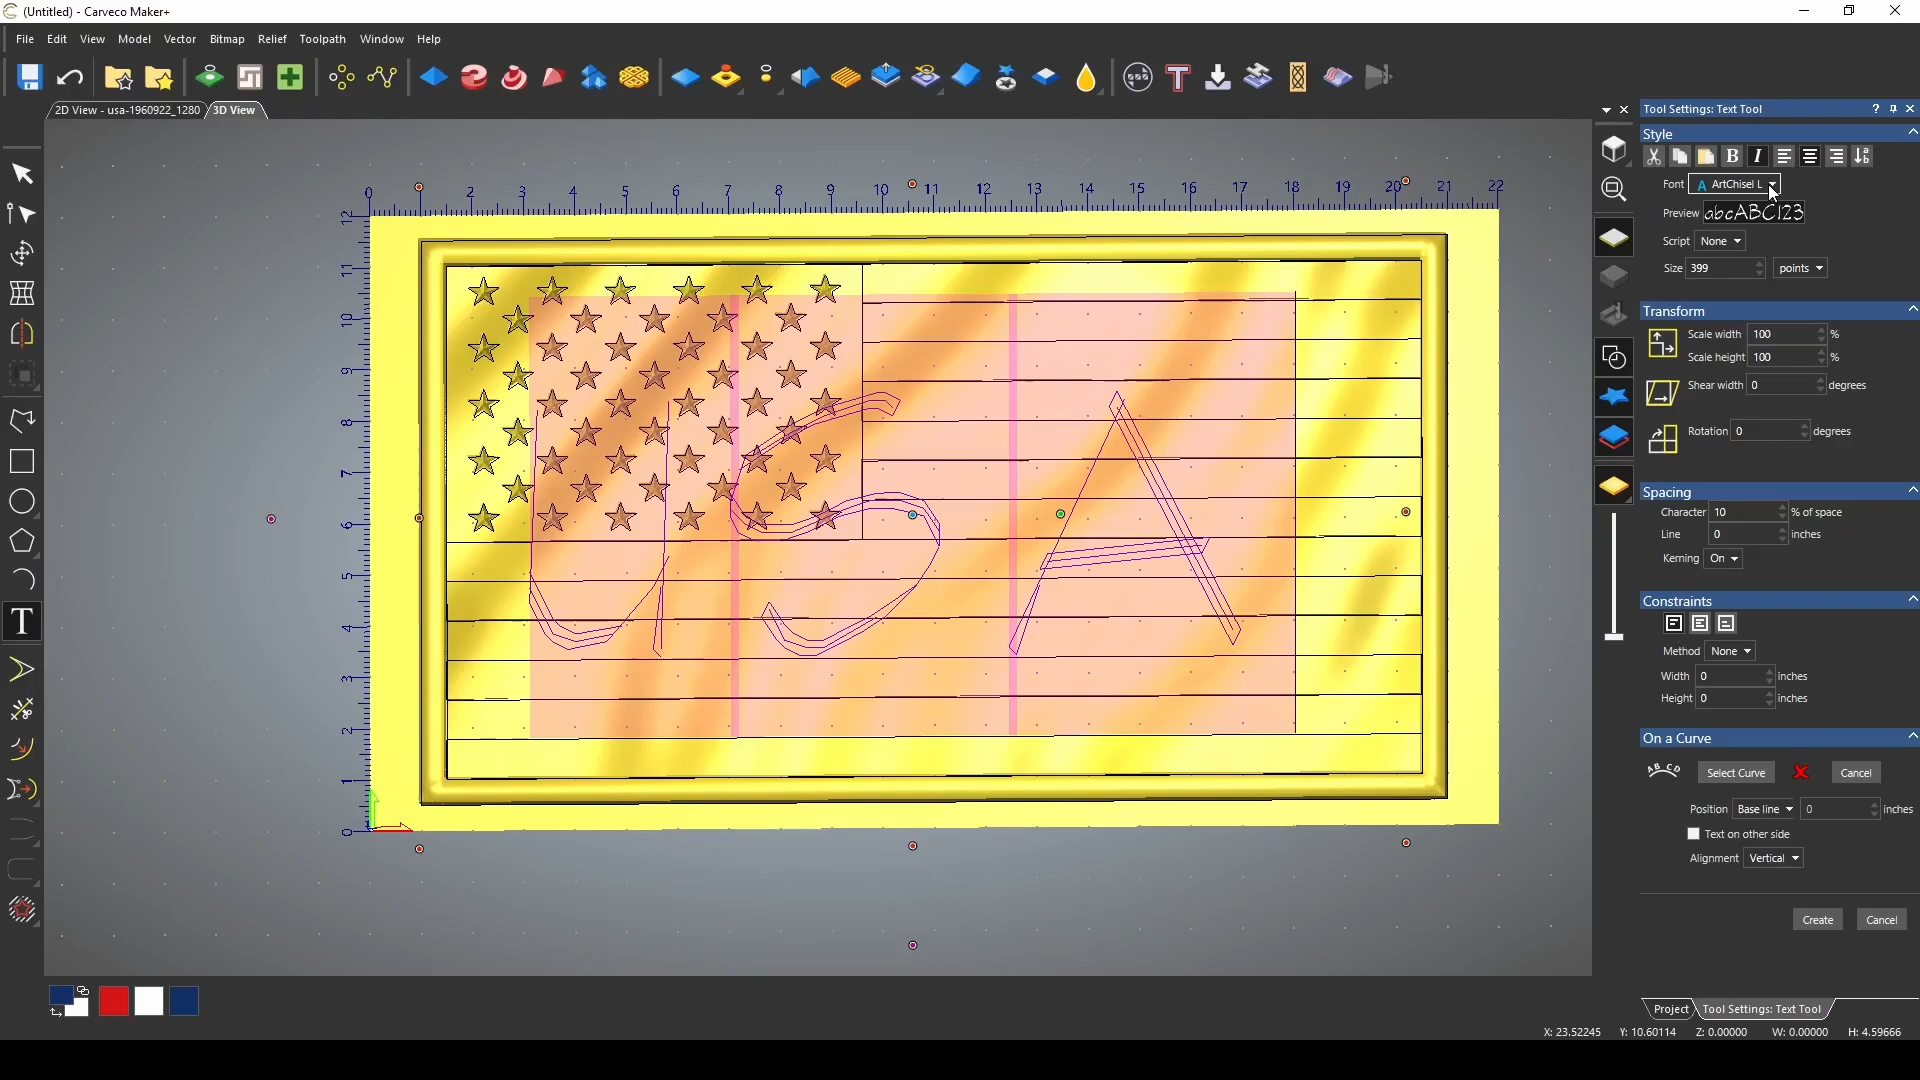 (Untitled) - Carveco Maker+
File Edit View Model Vector Bitmap Relief Toolpath Window Help
2D View - usa-1960922_1280 3D View
Tool Settings: Text Tool
Style
B I
Font A ArtChisel L
Preview abcABC123
Script None
Size 399 points
Transform
Scale width 100 %
Scale height 100 %
Shear width 0 degrees
Rotation 0 degrees
Spacing
Character 10 % of space
Line 0 inches
Kerning On
Constraints
Method None
Width 0 inches
Height 0 inches
On a Curve
AB CD Select Curve Cancel
Position Base line 0 inches
Text on other side
Alignment Vertical
Create Cancel
0 2 3 4 5 6 7 8 9 10 11 12 13 14 15 16 17 18 19 20 21 22
12
11
10
9
8
7
6
5
4
3
2
1
0
USA
T
Project Tool Settings: Text Tool
X: 23.52245 Y: 10.60114 Z: 0.00000 W: 0.00000 H: 4.59666